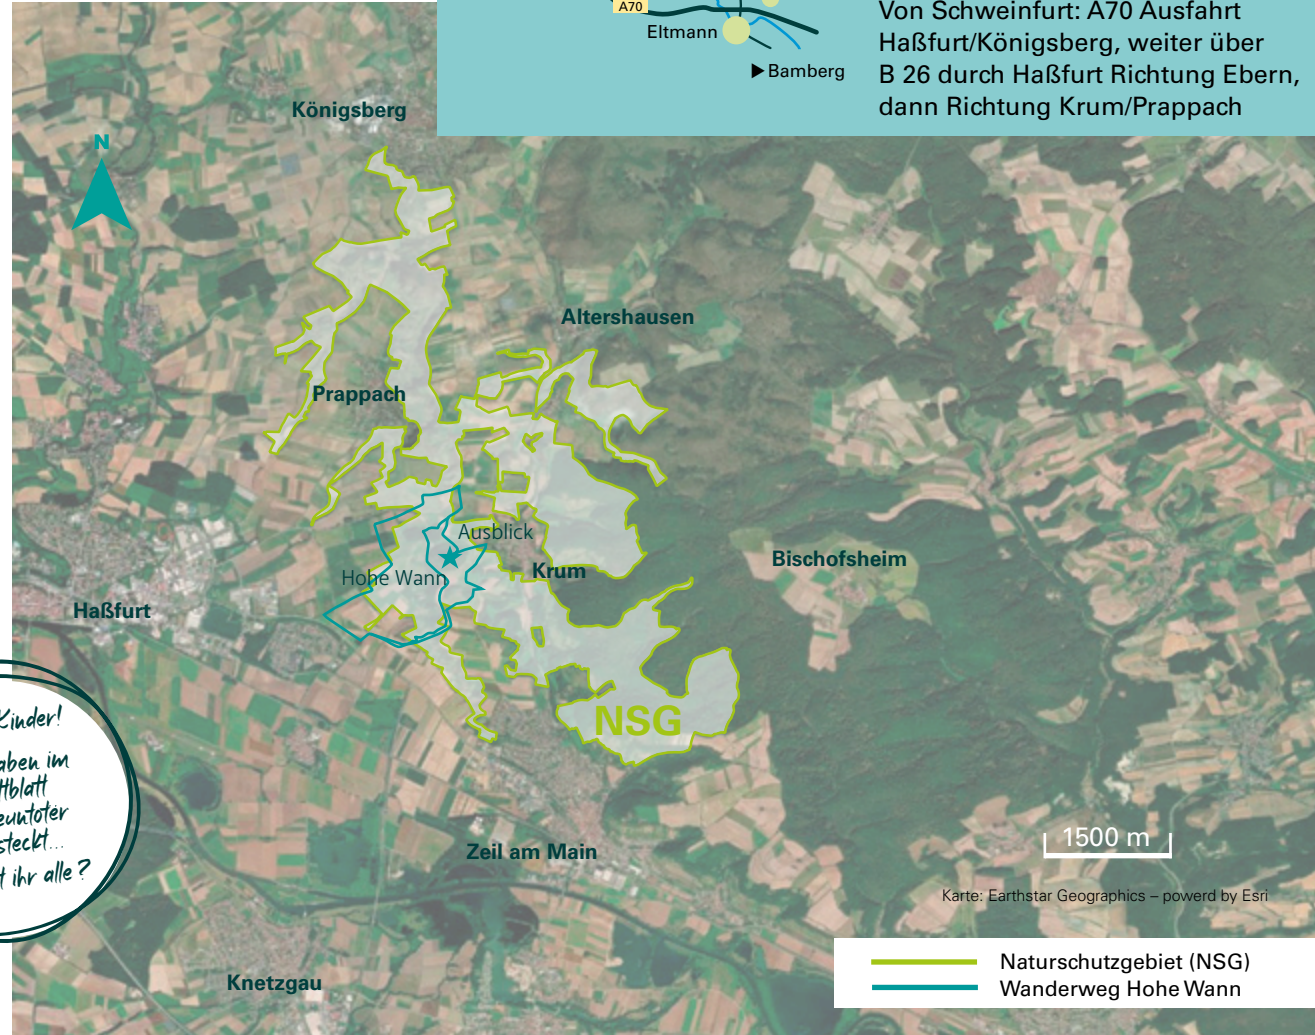 A70
Eltmann
▶Bamberg
Von Schweinfurt: A70 Ausfahrt
Haßfurt/Königsberg, weiter über
B 26 durch Haßfurt Richtung Ebern,
dann Richtung Krum/Prappach
Königsberg
N
Altershausen
Prappach
Ausblick
Hohe Wann
Krum
Bischofsheim
Haßfurt
NSG
Kinder!
aben im
ttblatt
euntoter
steckt...
t ihr alle?
1500 m
Zeil am Main
Karte: Earthstar Geographics – powerd by Esri
Naturschutzgebiet (NSG)
Wanderweg Hohe Wann
Knetzgau